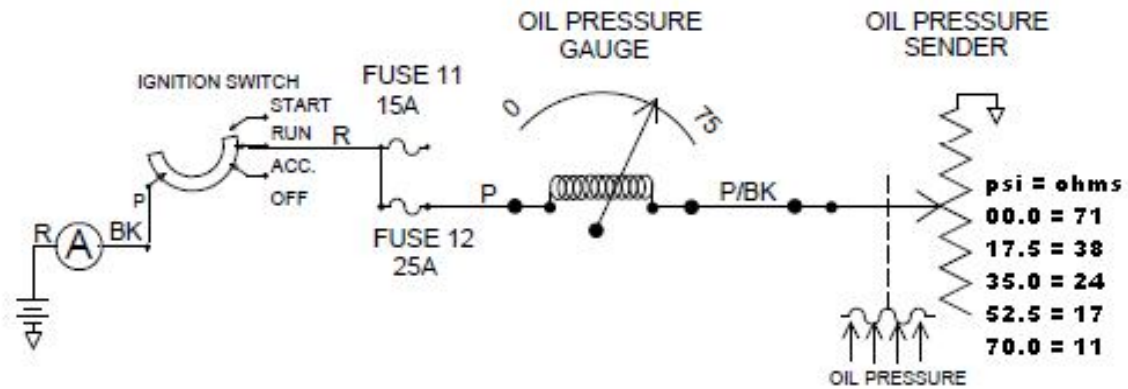 OIL PRESSURE
GAUGE
OIL PRESSURE
SENDER
IGNITION SWITCH
START
RUN
ACC.
OFF
FUSE 11
15A
R
0
75
P
R
A
BK
FUSE 12
25A
P
P/BK
psi = ohms
00.0 = 71
17.5 = 38
35.0 = 24
52.5 = 17
70.0 = 11
OIL PRESSURE